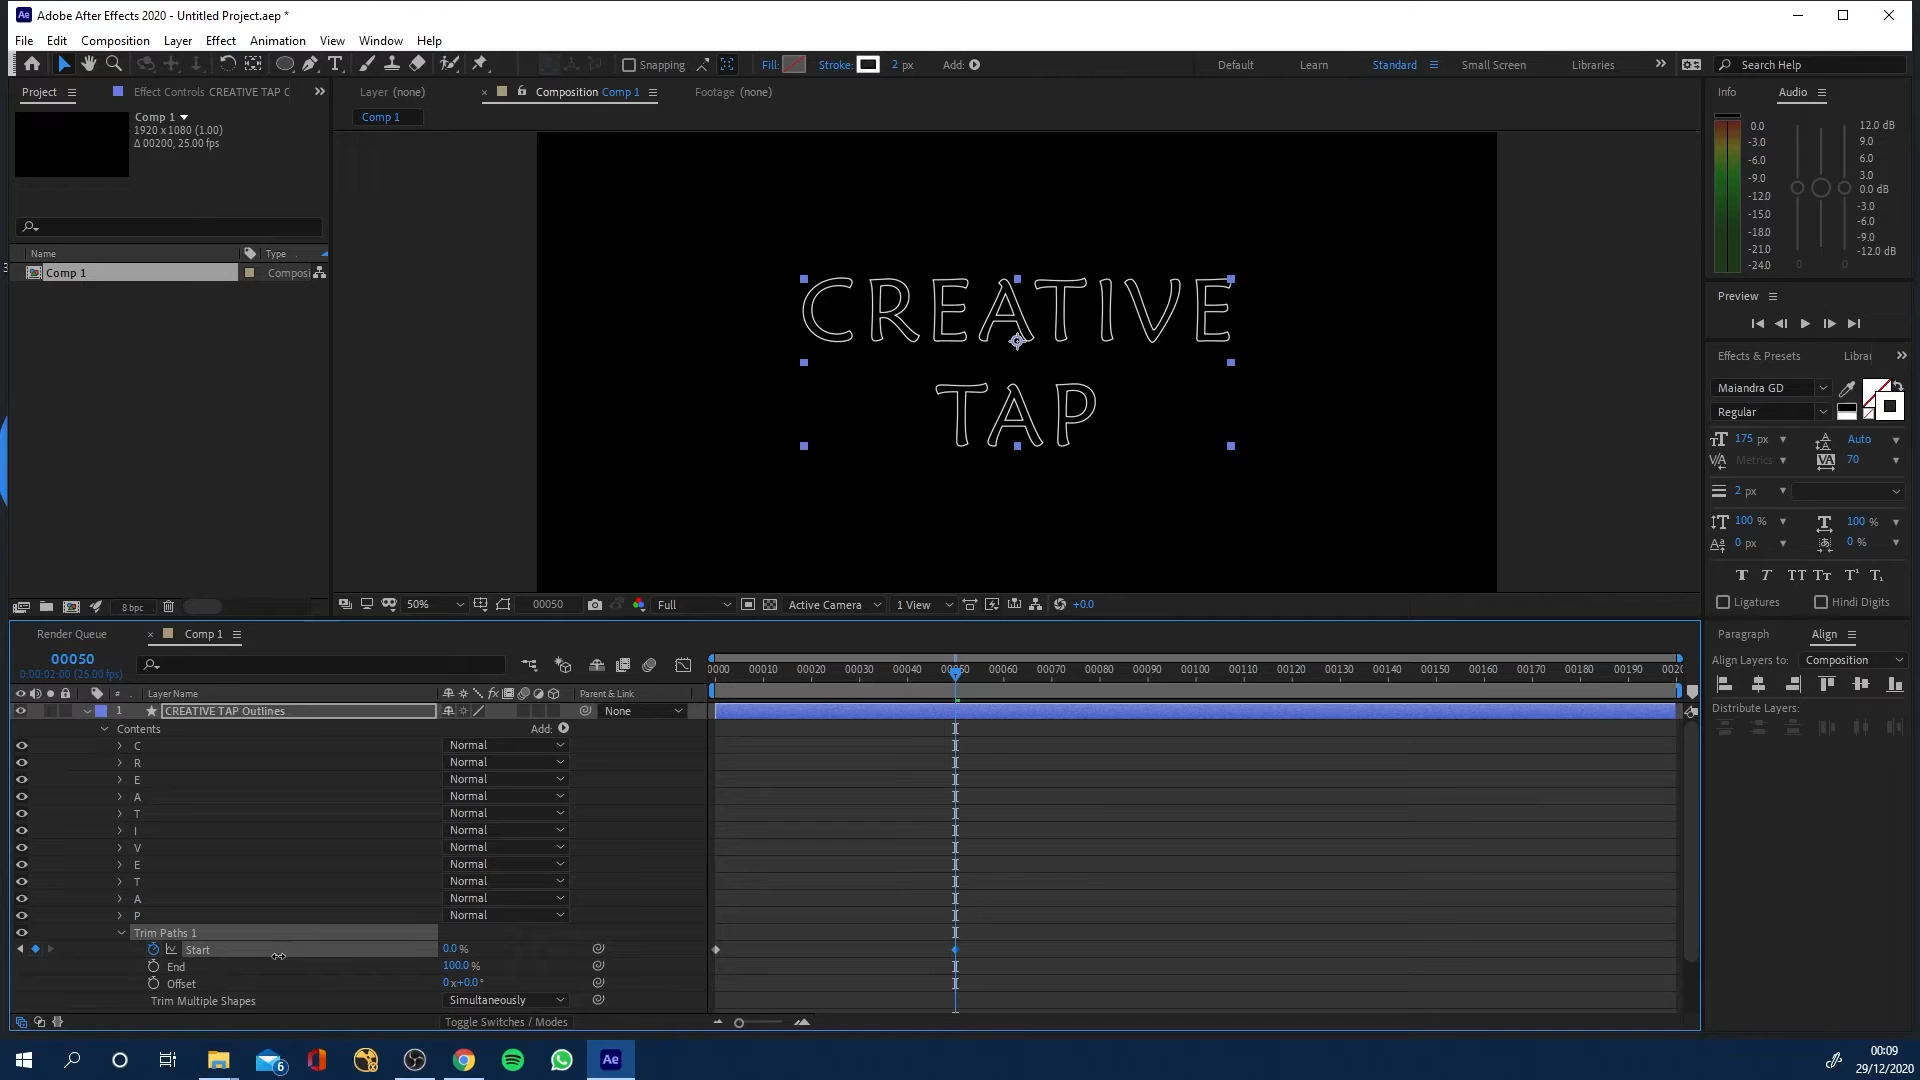 Adobe After Effects 2020 - Untitled Project.aep *
File Edit Composition Layer Effect Animation View Window Help
Snapping Fill: Stroke: 2 px Add: Default Learn Standard Small Screen Libraries Search Help
Project Effect Controls CREATIVE TAP C Layer (none) Composition Comp 1 Footage (none) Info Audio
Comp 1
Comp 1
1920 x 1080 (1.00)
Δ 00200, 25.00 fps
Name Type
Comp 1 Composi
CREATIVE
TAP
0.0 12.0 dB
-3.0 9.0
-6.0 6.0
-9.0 3.0
-12.0 0.0 dB
-15.0 -3.0
-18.0 -6.0
-21.0 -9.0
-24.0 -12.0 dB
0 0
Preview
Effects & Presets Librar
Maiandra GD
Regular
175 px Auto
Metrics 70
2 px
100 % 100 %
0 px 0 %
Ligatures Hindi Digits
8 bpc 50% 00050 Full Active Camera 1 View +0.0
Paragraph Align
Align Layers to: Composition
Distribute Layers:
Render Queue Comp 1
00050
0:00:02:00 (25.00 fps)
0000 00010 00020 00030 00040 00050 00060 00070 00080 00090 00100 00110 00120 00130 00140 00150 00160 00170 00180 00190 0020
# Layer Name Parent & Link
1 CREATIVE TAP Outlines None
Contents Add:
C Normal
R Normal
E Normal
A Normal
T Normal
I Normal
V Normal
E Normal
T Normal
A Normal
P Normal
Trim Paths 1
Start 0.0 %
End 100.0 %
Offset 0 x+0.0 °
Trim Multiple Shapes Simultaneously
Toggle Switches / Modes
6
Ae
00:09
29/12/2020